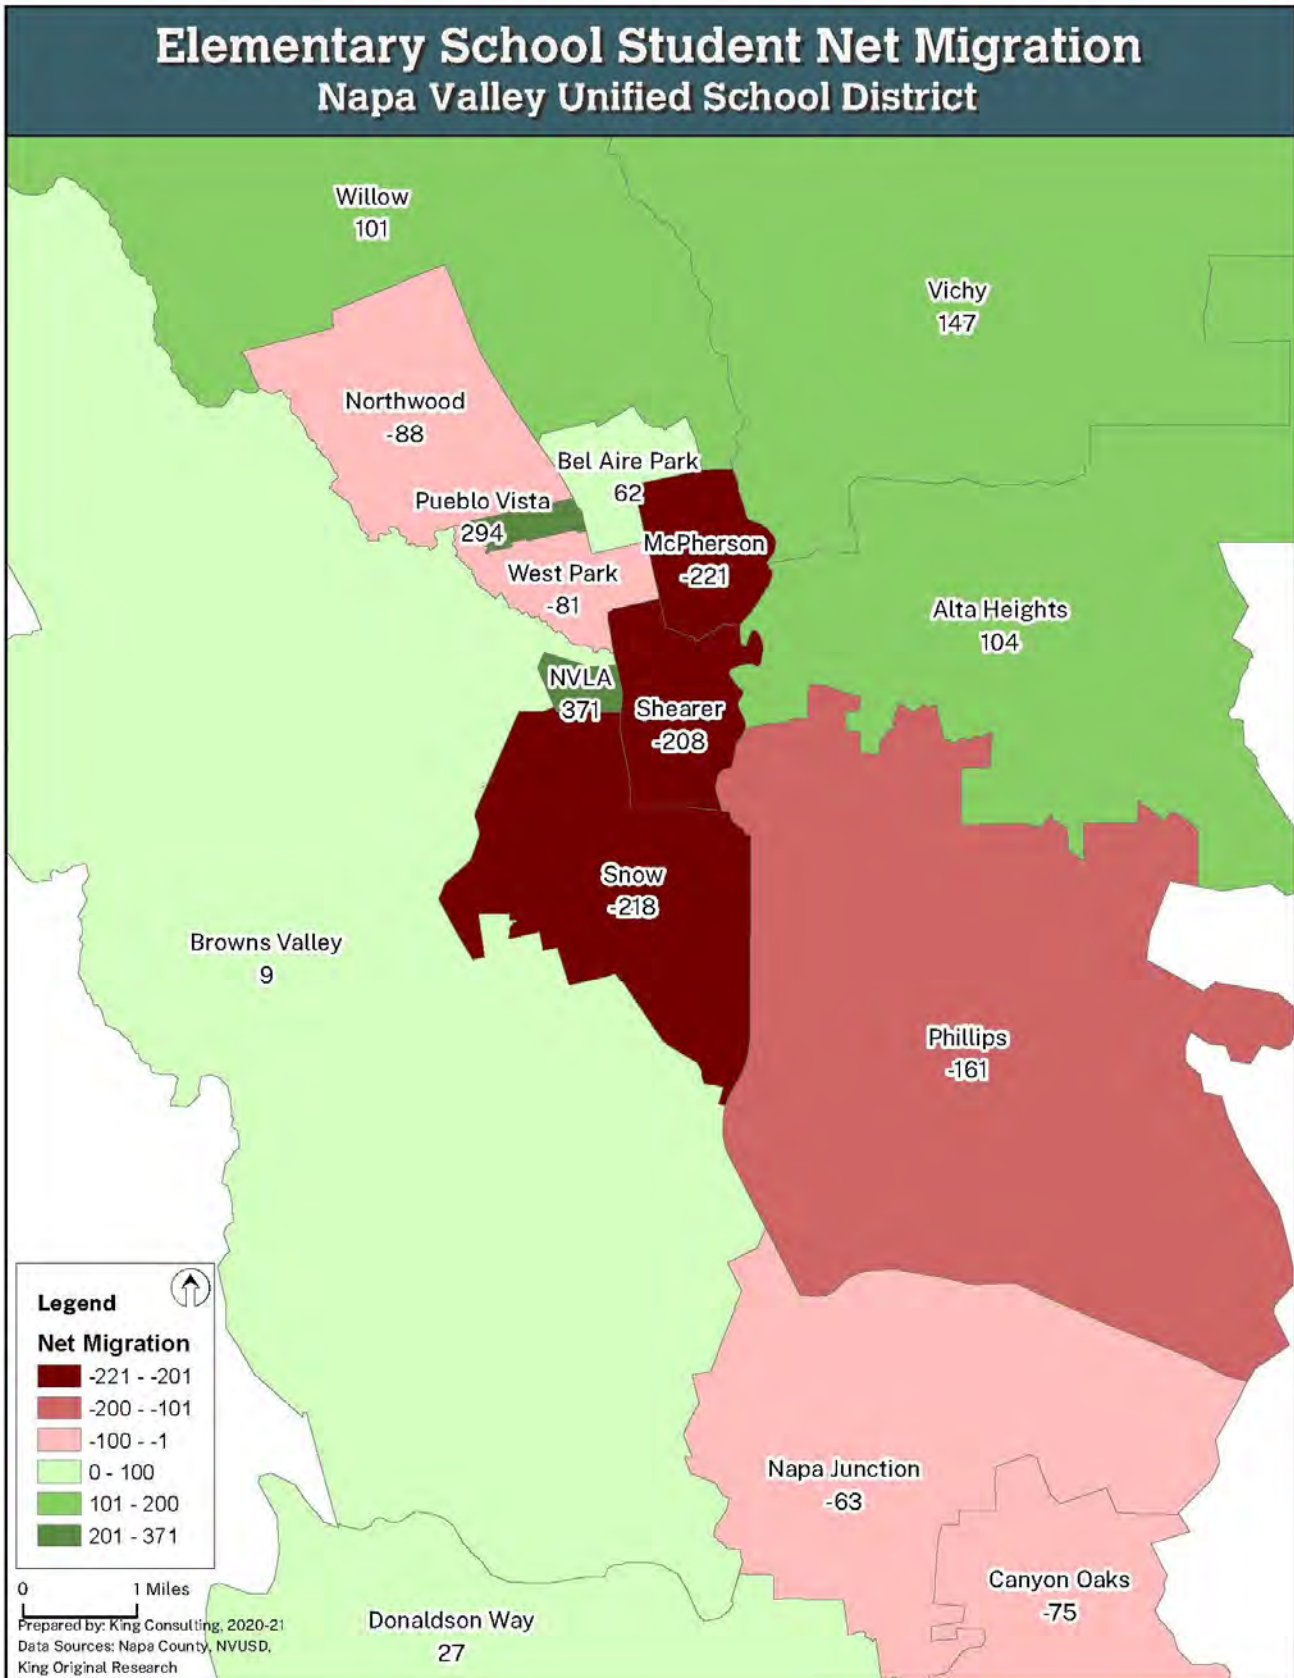 Elementary School Student Net Migration
Napa Valley Unified School District
Willow
101
Vichy
147
Northwood
-88
Bel Aire Park
62
Pueblo Vista
294
McPherson
-221
West Park
-81
Alta Heights
104
NVLA
371
Shearer
-208
Snow
-218
Browns Valley
9
Phillips
-161
Legend
Net Migration
-221 - -201
-200 - -101
-100 - -1
0 - 100
101 - 200
201 - 371
Napa Junction
-63
Canyon Oaks
-75
0 1 Miles
Donaldson Way
27
Prepared by: King Consulting, 2020-21
Data Sources: Napa County, NVUSD,
King Original Research